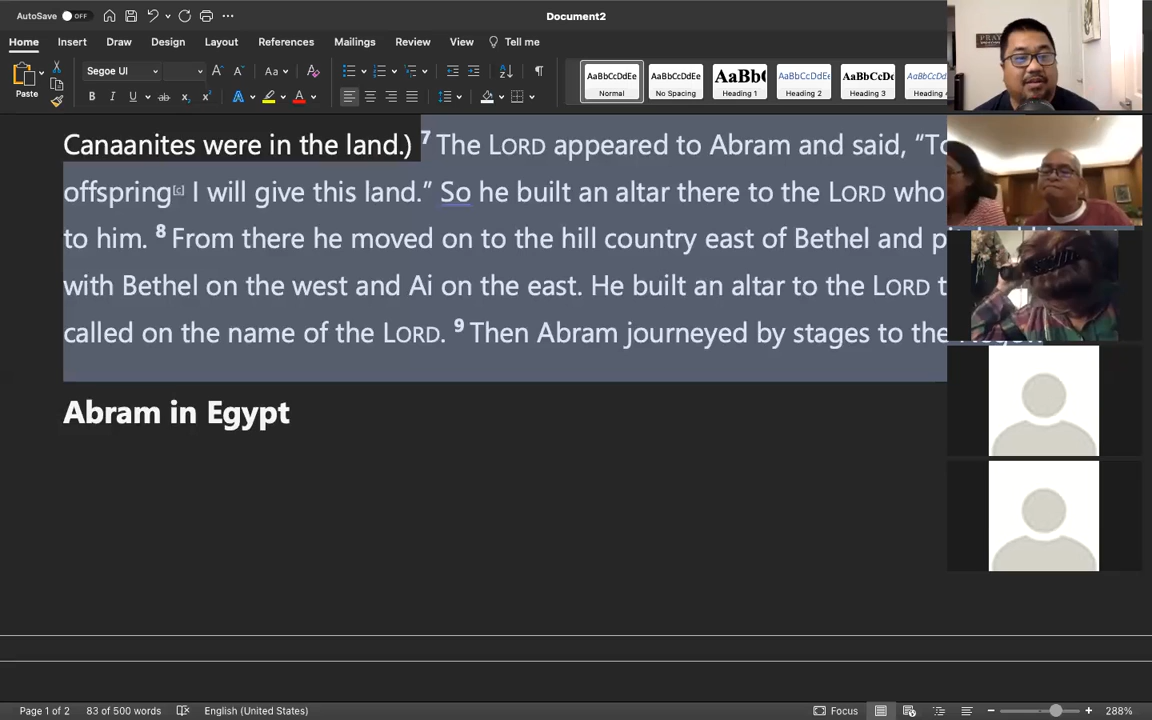 AutoSave OFF Document2
Home Insert Draw Design Layout References Mailings Review View Tell me
Paste Segoe UI
AaBbCcDdEe AaBbCcDdEe AaBb( AaBbCcDdEe AaBbCcDc AaBbCcDdEe
Normal No Spacing Heading 1 Heading 2 Heading 3
Canaanites were in the land.) 7 The LORD appeared to Abram and said, “To
offspring[c] I will give this land.” So he built an altar there to the LORD who
to him. 8 From there he moved on to the hill country east of Bethel and
with Bethel on the west and Ai on the east. He built an altar to the LORD
called on the name of the LORD. 9 Then Abram journeyed by stages to the
Abram in Egypt
Page 1 of 2 83 of 500 words English (United States) Focus 288%